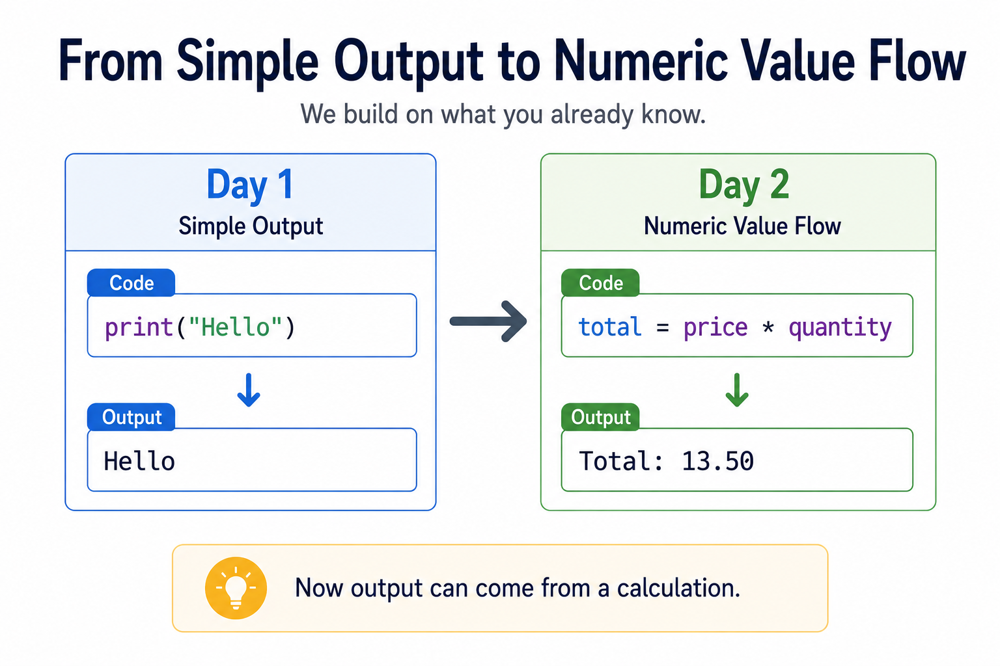 From Simple Output to Numeric Value Flow
We build on what you already know.
Day 1
Simple Output
Code
print("Hello")
Output
Hello
Day 2
Numeric Value Flow
Code
total = price * quantity
Output
Total: 13.50
Now output can come from a calculation.